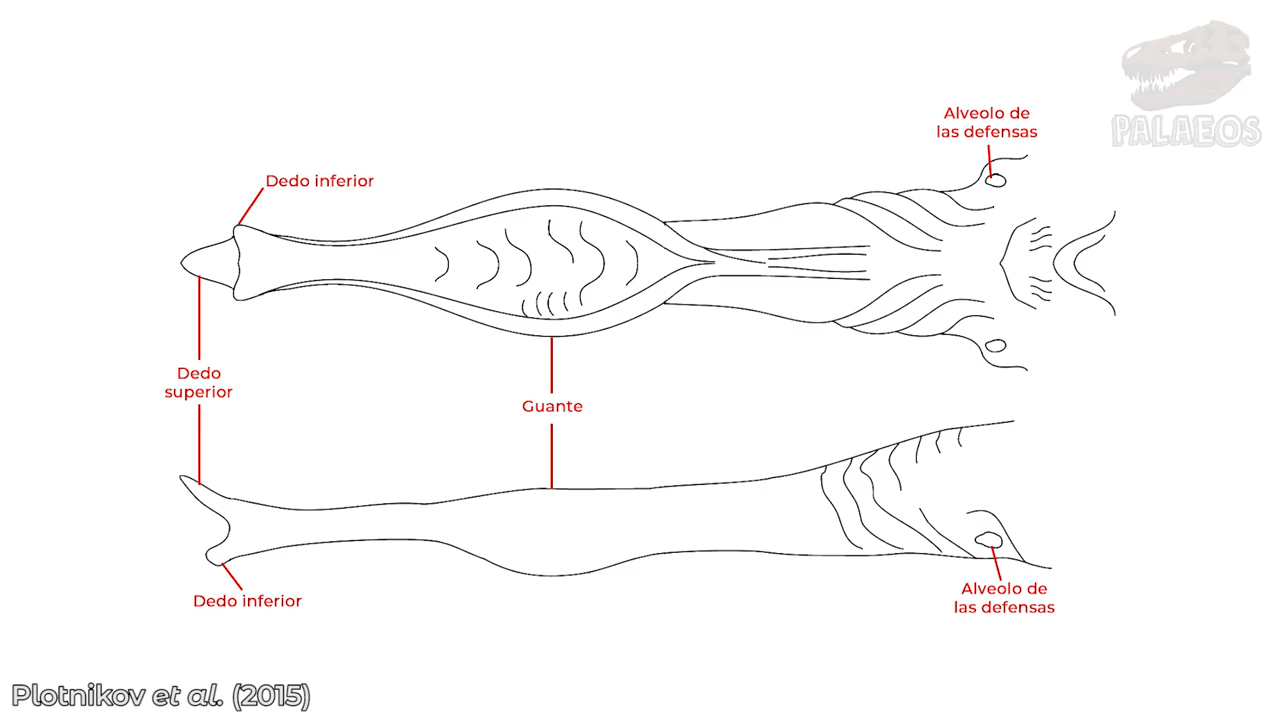 PALAEOS
Alveolo de
las defensas
Dedo inferior
Dedo
superior
Guante
Dedo inferior
Alveolo de
las defensas
Plotnikov et al. (2015)